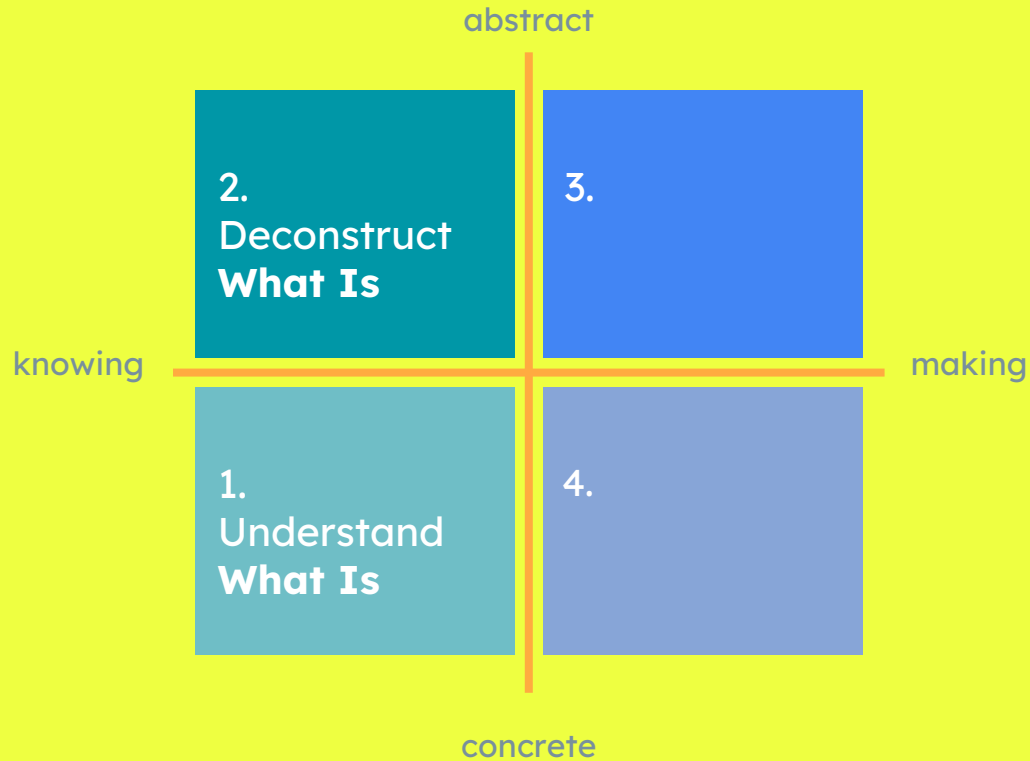 abstract
2.
Deconstruct
What Is
3.
knowing
making
1.
Understand
What Is
4.
concrete